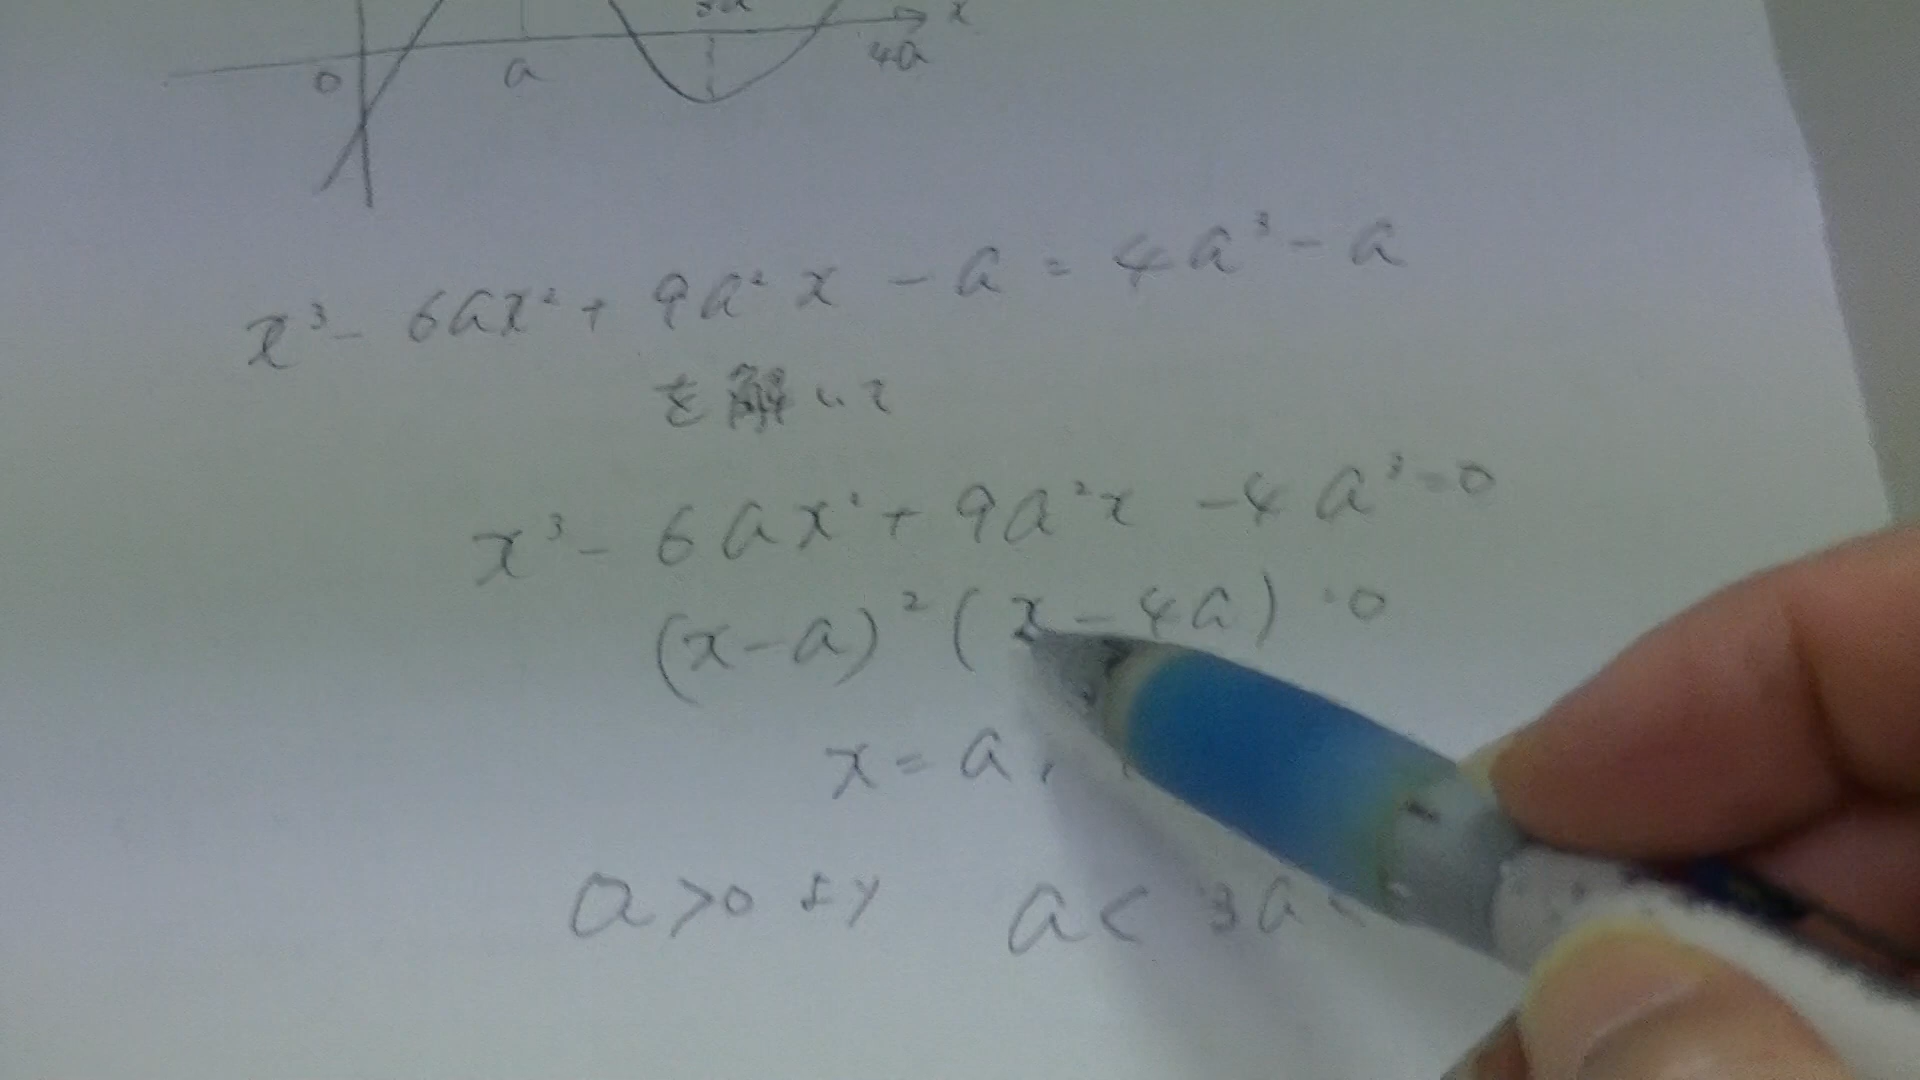 x
0 a 4a
x³ - 6ax² + 9a²x - a = 4a³ - a
を解いて
x³ - 6ax² + 9a²x - 4a³ = 0
(x-a)²(x-4a) = 0
x = a,
a>0 より a < 3a <